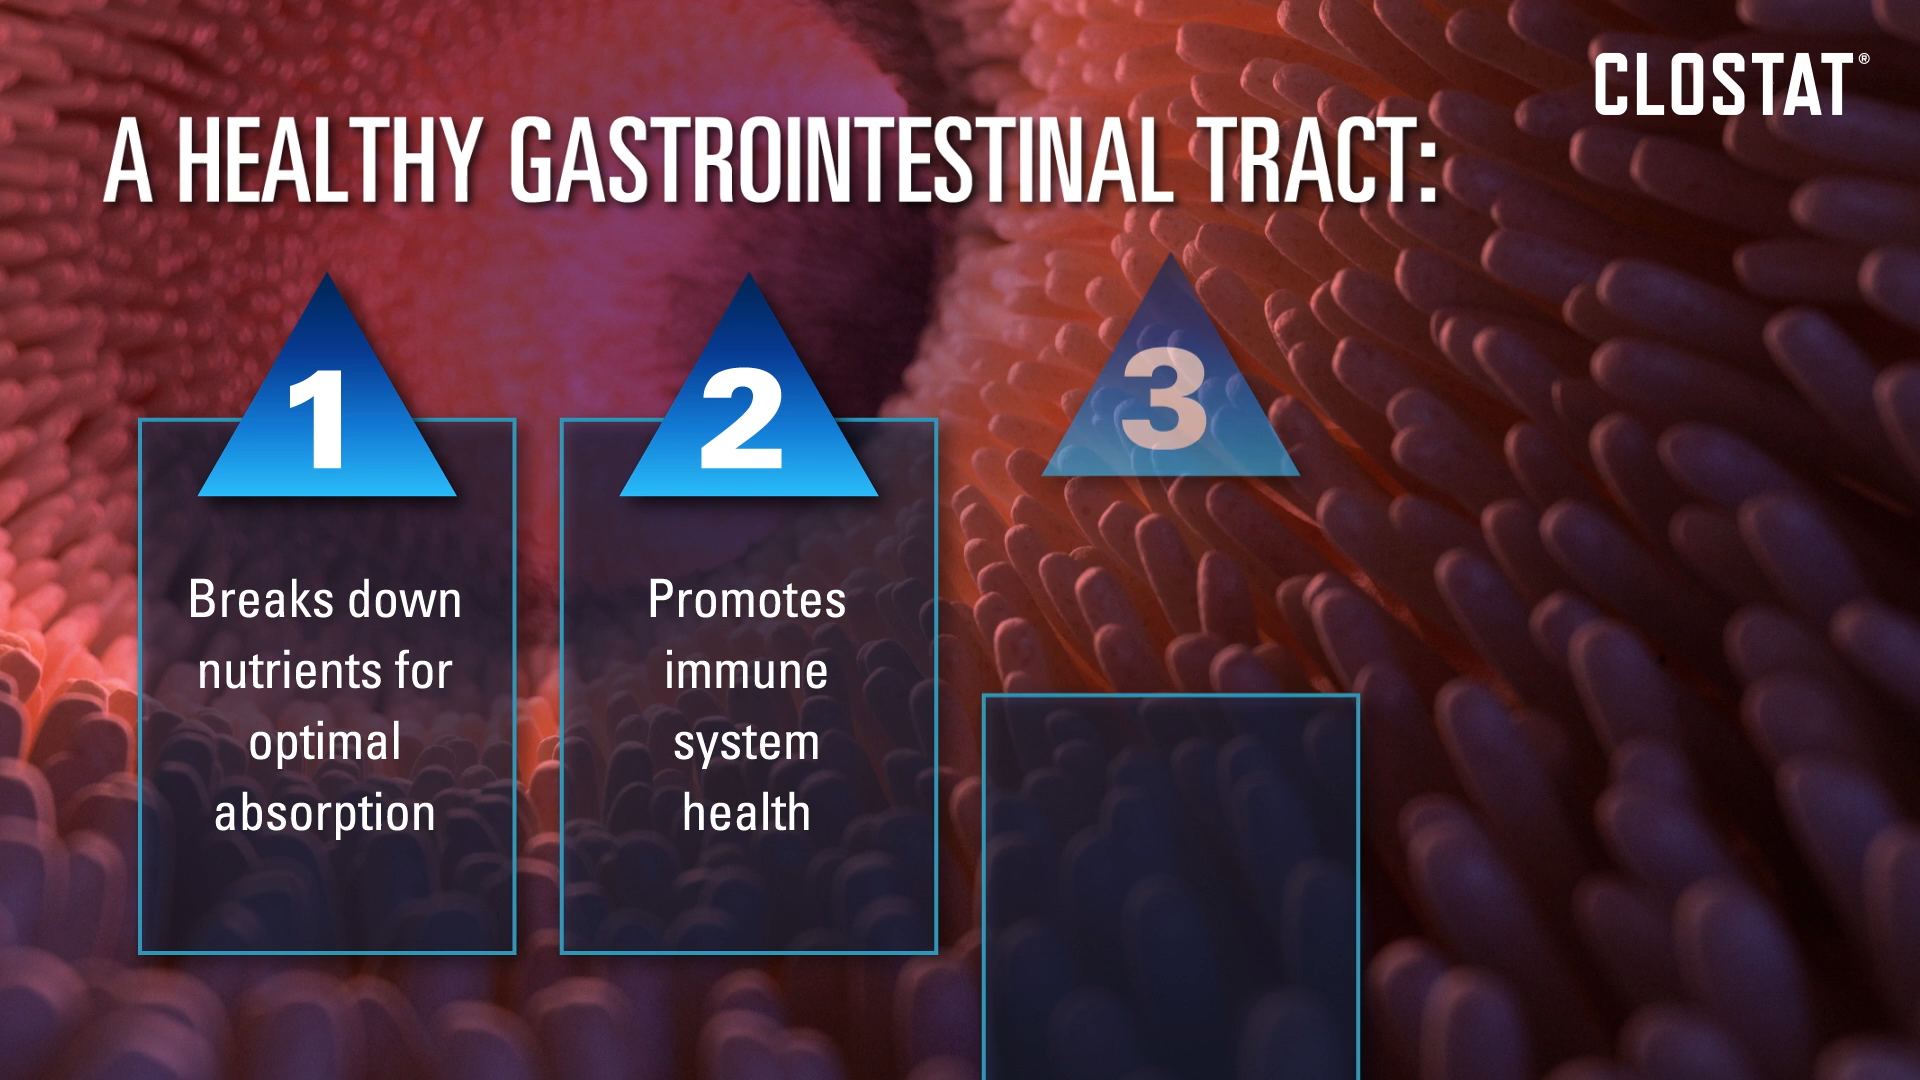 CLOSTAT®
A HEALTHY GASTROINTESTINAL TRACT:
1
Breaks down
nutrients for
optimal
absorption
2
Promotes
immune
system
health
3